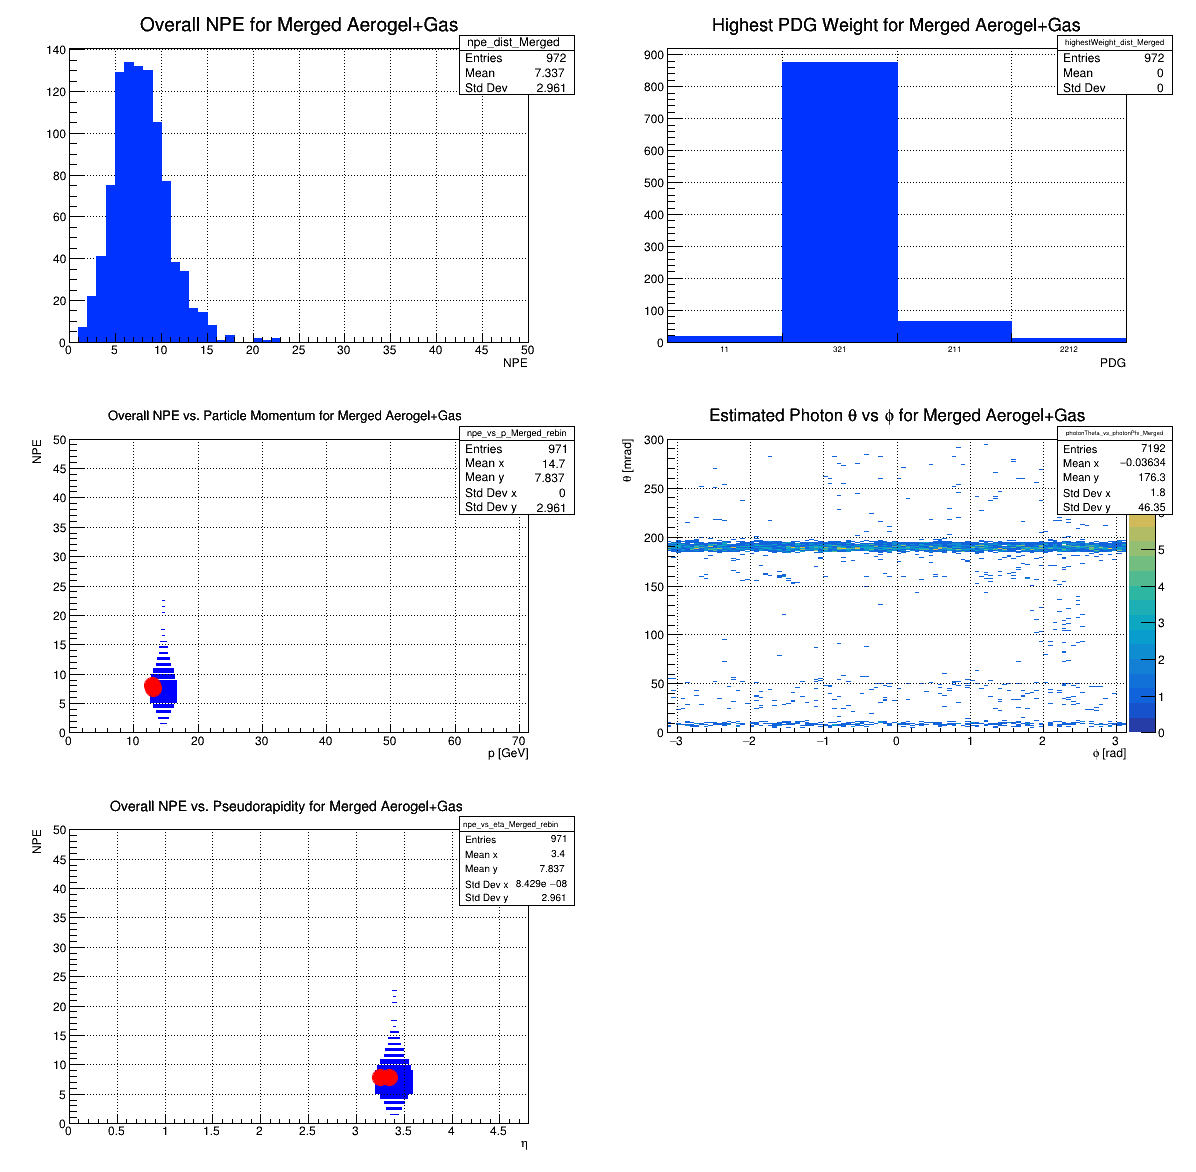 Overall NPE for Merged Aerogel+Gas
npe_dist_Merged
Entries 972
Mean 7.337
Std Dev 2.961
140
120
100
80
60
40
20
0
0 5 10 15 20 25 30 35 40 45 50
NPE
Highest PDG Weight for Merged Aerogel+Gas
highestWeight_dist_Merged
Entries 972
Mean 0
Std Dev 0
900
800
700
600
500
400
300
200
100
0
11 321 211 2212
PDG
Overall NPE vs. Particle Momentum for Merged Aerogel+Gas
npe_vs_p_Merged_rebin
Entries 971
Mean x 14.7
Mean y 7.837
Std Dev x 0
Std Dev y 2.961
NPE
50
45
40
35
30
25
20
15
10
5
0
0 10 20 30 40 50 60 70
p [GeV]
Estimated Photon θ vs ϕ for Merged Aerogel+Gas
photonTheta_vs_photonPhi_Merged
Entries 7192
Mean x −0.03634
Mean y 176.3
Std Dev x 1.8
Std Dev y 46.35
θ [mrad]
300
250
200
150
100
50
0
−3 −2 −1 0 1 2 3
ϕ [rad]
5
4
3
2
1
0
Overall NPE vs. Pseudorapidity for Merged Aerogel+Gas
npe_vs_eta_Merged_rebin
Entries 971
Mean x 3.4
Mean y 7.837
Std Dev x 8.429e −08
Std Dev y 2.961
NPE
50
45
40
35
30
25
20
15
10
5
0
0 0.5 1 1.5 2 2.5 3 3.5 4 4.5
η